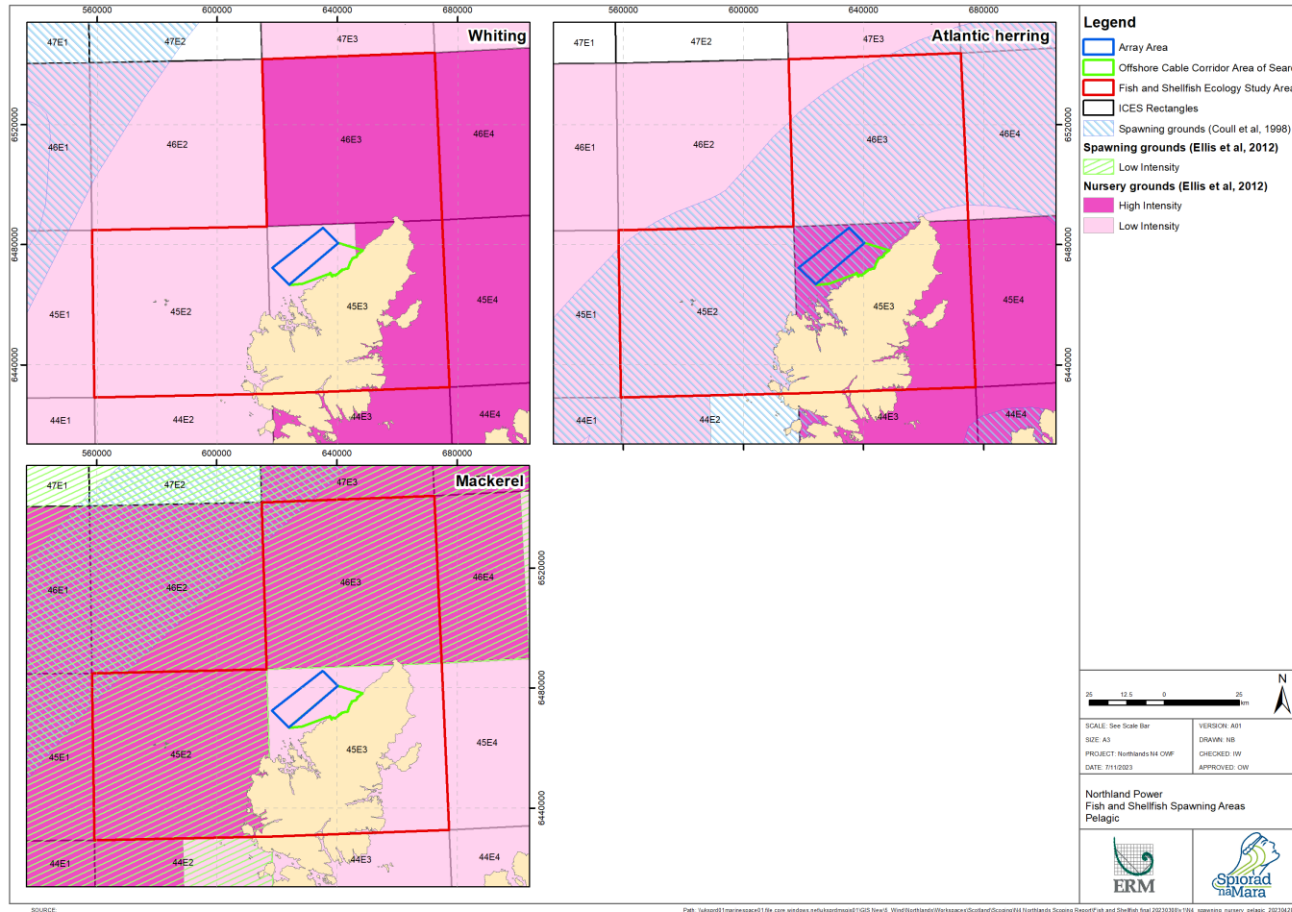 560000 600000 640000 680000
47E1 47E2 47E3 Whiting
46E1 46E2 46E3 46E4
45E1 45E2 45E3 45E4
44E1 44E2 44E3 44E4
6520000
6480000
6440000
560000 600000 640000 680000
560000 600000 640000 680000
47E1 47E2 47E3 Atlantic herring
46E1 46E2 46E3 46E4
45E1 45E2 45E3 45E4
44E1 44E2 44E3 44E4
6520000
6480000
6440000
560000 600000 640000 680000
47E1 47E2 47E3 Mackerel
46E1 46E2 46E3 46E4
45E1 45E2 45E3 45E4
44E1 44E2 44E3 44E4
6520000
6480000
6440000
Legend
Array Area
Offshore Cable Corridor Area of Sear
Fish and Shellfish Ecology Study Area
ICES Rectangles
Spawning grounds (Coull et al, 1998)
Spawning grounds (Ellis et al, 2012)
Low Intensity
Nursery grounds (Ellis et al, 2012)
High Intensity
Low Intensity
N
25 12.5 0 25
km
SCALE: See Scale Bar VERSION: A01
SIZE: A3 DRAWN: NB
PROJECT: Northlands N4 OWF CHECKED: IW
DATE: 7/11/2023 APPROVED: OW
Northland Power
Fish and Shellfish Spawning Areas
Pelagic
ERM
Spiorad
na Mara
SOURCE: